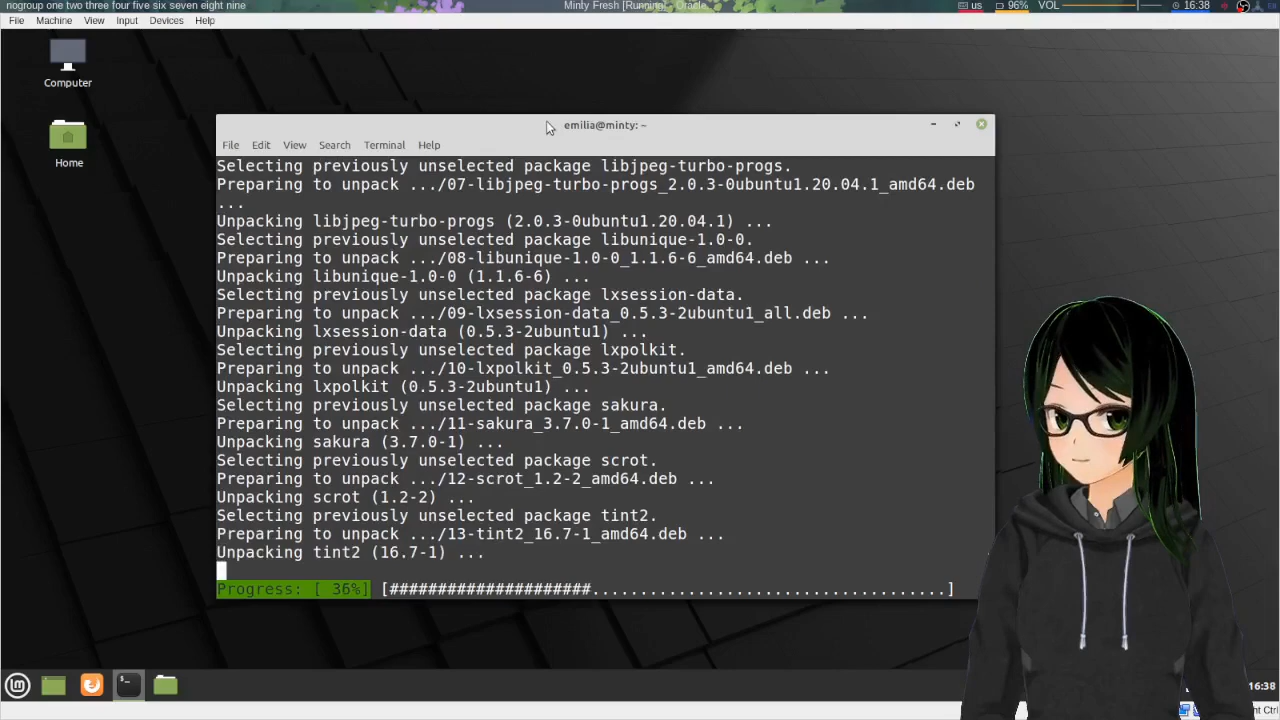 nogroup one two three four five six seven eight nine
Minty Fresh [Running] - Oracle...
us 96% VOL 16:38
File Machine View Input Devices Help
Computer
Home
emilia@minty: ~
File Edit View Search Terminal Help
Selecting previously unselected package libjpeg-turbo-progs.
Preparing to unpack .../07-libjpeg-turbo-progs_2.0.3-0ubuntu1.20.04.1_amd64.deb
...
Unpacking libjpeg-turbo-progs (2.0.3-0ubuntu1.20.04.1) ...
Selecting previously unselected package libunique-1.0-0.
Preparing to unpack .../08-libunique-1.0-0_1.1.6-6_amd64.deb ...
Unpacking libunique-1.0-0 (1.1.6-6) ...
Selecting previously unselected package lxsession-data.
Preparing to unpack .../09-lxsession-data_0.5.3-2ubuntu1_all.deb ...
Unpacking lxsession-data (0.5.3-2ubuntu1) ...
Selecting previously unselected package lxpolkit.
Preparing to unpack .../10-lxpolkit_0.5.3-2ubuntu1_amd64.deb ...
Unpacking lxpolkit (0.5.3-2ubuntu1) ...
Selecting previously unselected package sakura.
Preparing to unpack .../11-sakura_3.7.0-1_amd64.deb ...
Unpacking sakura (3.7.0-1) ...
Selecting previously unselected package scrot.
Preparing to unpack .../12-scrot_1.2-2_amd64.deb ...
Unpacking scrot (1.2-2) ...
Selecting previously unselected package tint2.
Preparing to unpack .../13-tint2_16.7-1_amd64.deb ...
Unpacking tint2 (16.7-1) ...
Progress: [ 36%] [#####################.....................................]
16:38
Ctrl